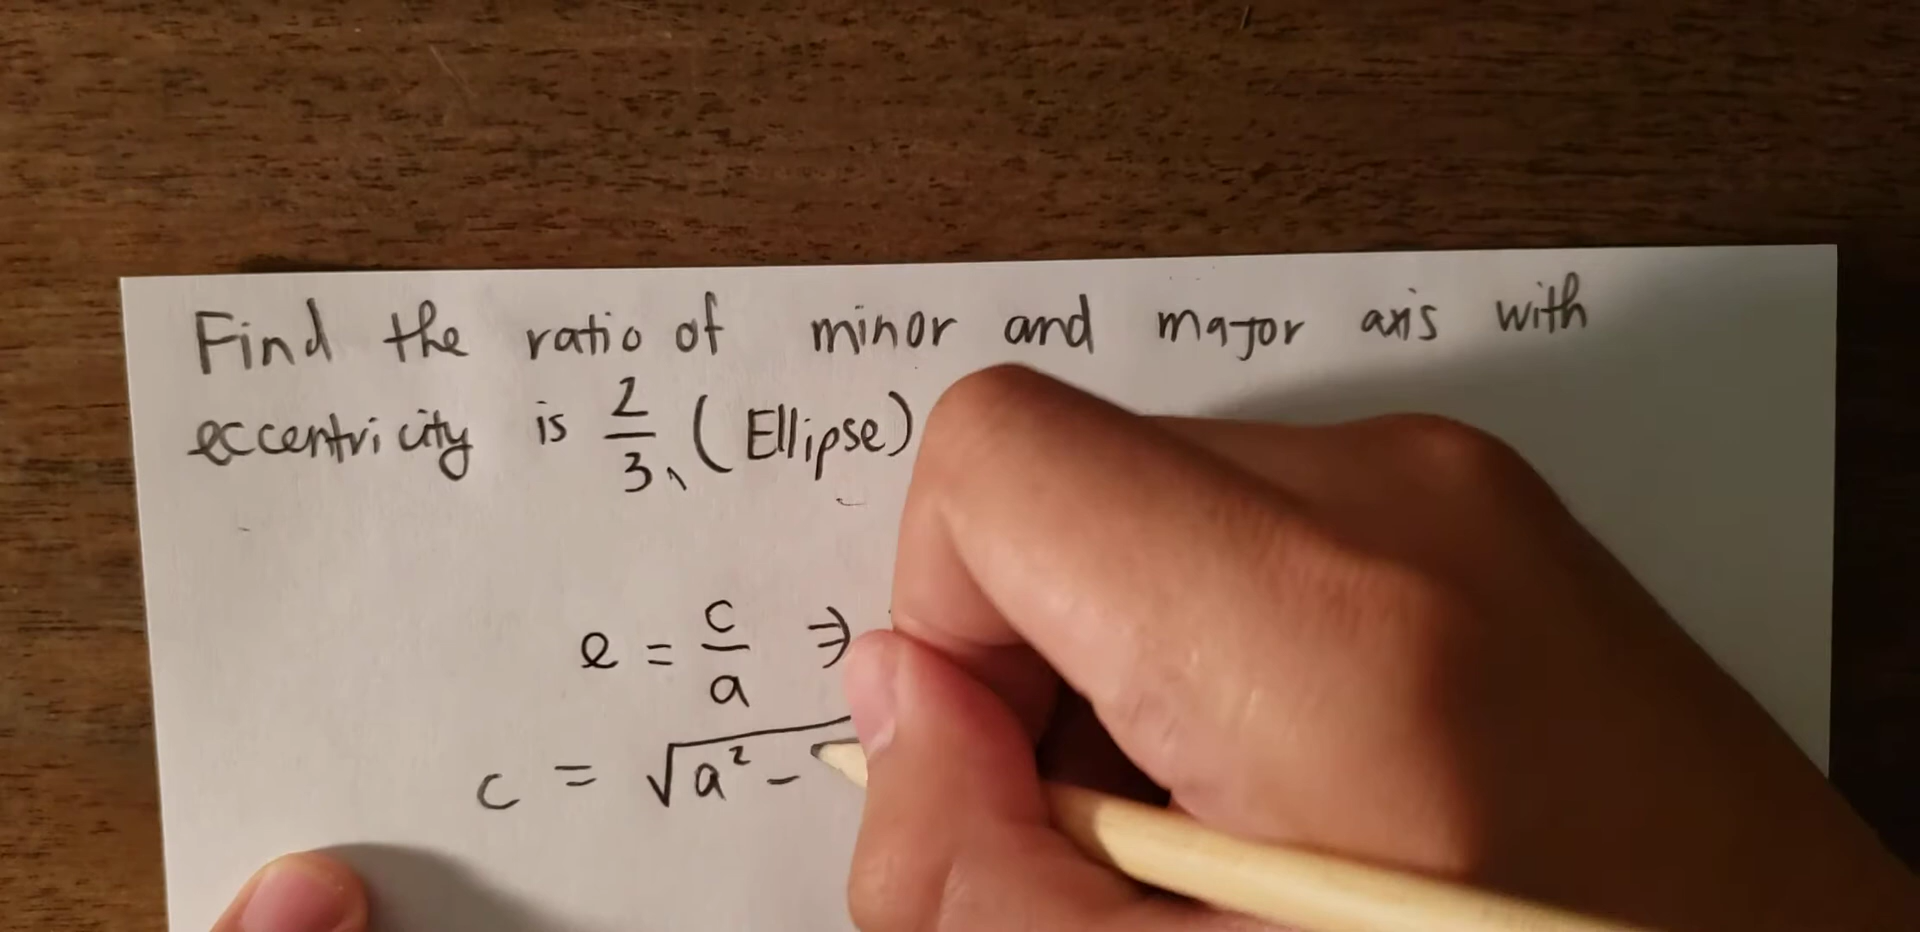 Find the ratio of minor and major axis with
eccentricity is 2/3, (Ellipse)
e = c/a ⇒
c = √a² -